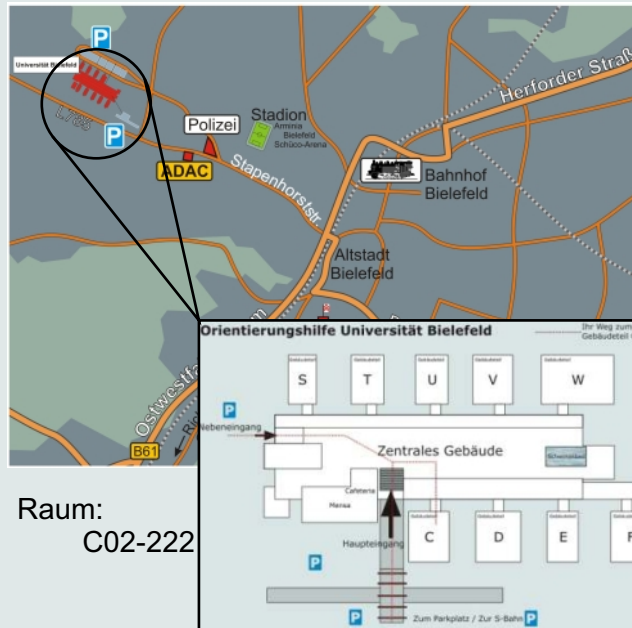 P
Universität Bielefeld
L785
P
Polizei
ADAC
Stadion
Arminia
Bielefeld
Schüco-Arena
Stapenhorststr.
Herforder Straß
Bahnhof
Bielefeld
Altstadt
Bielefeld
Ostwestfa
m
B61
Orientierungshilfe Universität Bielefeld
Ihr Weg zum
Gebäudeteil
S
T
U
V
W
P
Nebeneingang
Zentrales Gebäude
Schwimmbad
Cafeteria
Mensa
Haupteingang
C
D
E
F
P
P
Zum Parkplatz / Zur S-Bahn P
Raum:
C02-222